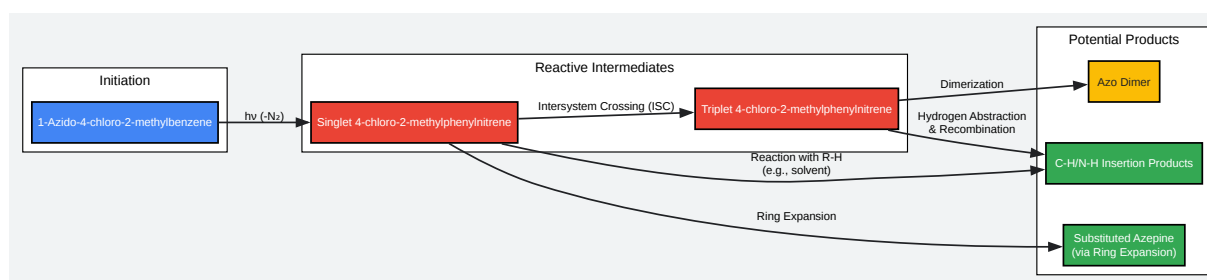 Initiation
1-Azido-4-chloro-2-methylbenzene
hν (-N₂)
Reactive Intermediates
Singlet 4-chloro-2-methylphenylnitrene
Intersystem Crossing (ISC)
Triplet 4-chloro-2-methylphenylnitrene
Dimerization
Hydrogen Abstraction
& Recombination
Reaction with R-H
(e.g., solvent)
Ring Expansion
Potential Products
Azo Dimer
C-H/N-H Insertion Products
Substituted Azepine
(via Ring Expansion)